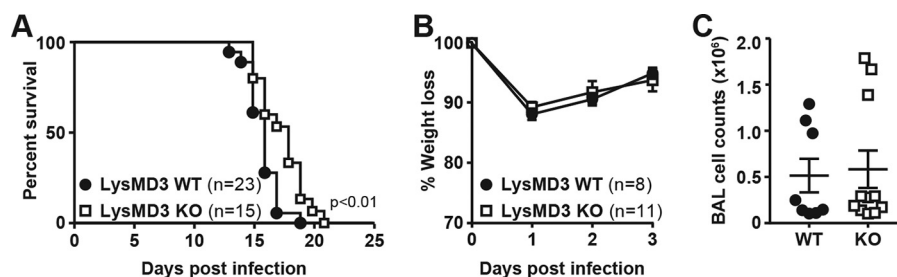 A
Percent survival
100
50
0
LysMD3 WT (n=23)
LysMD3 KO (n=15)
p<0.01
0 5 10 15 20 25
Days post infection
B
% Weight loss
100
90
80
70
LysMD3 WT (n=8)
LysMD3 KO (n=11)
0 1 2 3
Days post infection
C
BAL cell counts (x10⁶)
2.0
1.5
1.0
0.5
0
WT KO